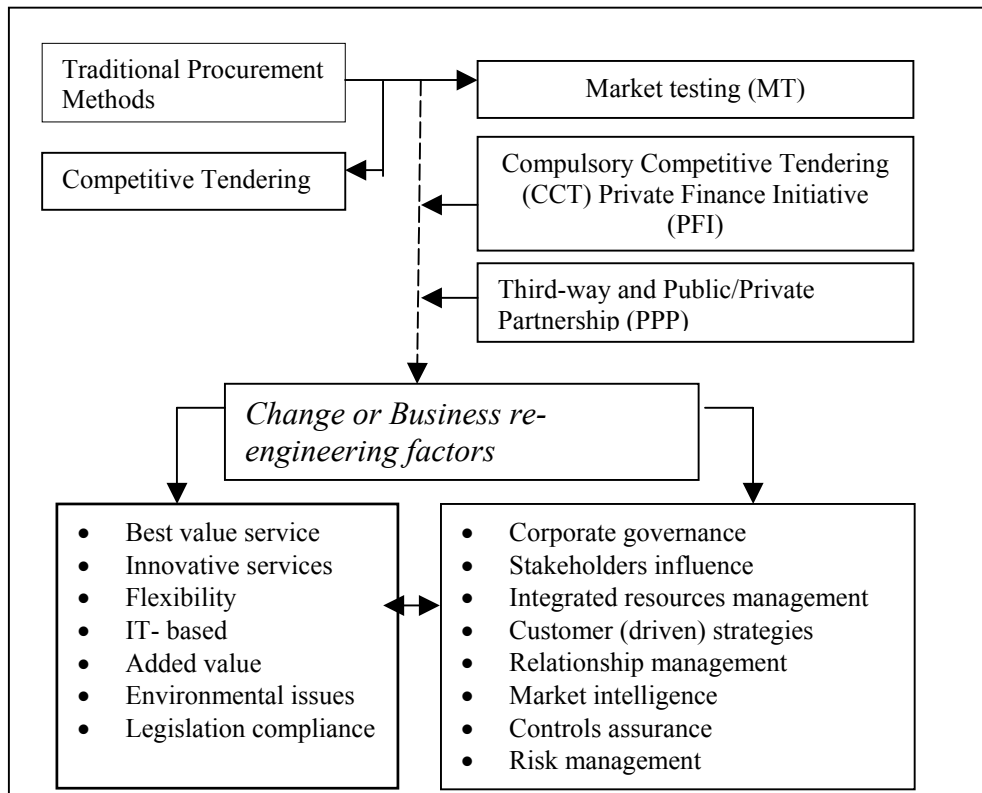 Traditional Procurement
Methods
Market testing (MT)
Competitive Tendering
Compulsory Competitive Tendering
(CCT) Private Finance Initiative
(PFI)
Third-way and Public/Private
Partnership (PPP)
Change or Business re-
engineering factors
• Best value service
• Innovative services
• Flexibility
• IT- based
• Added value
• Environmental issues
• Legislation compliance
• Corporate governance
• Stakeholders influence
• Integrated resources management
• Customer (driven) strategies
• Relationship management
• Market intelligence
• Controls assurance
• Risk management